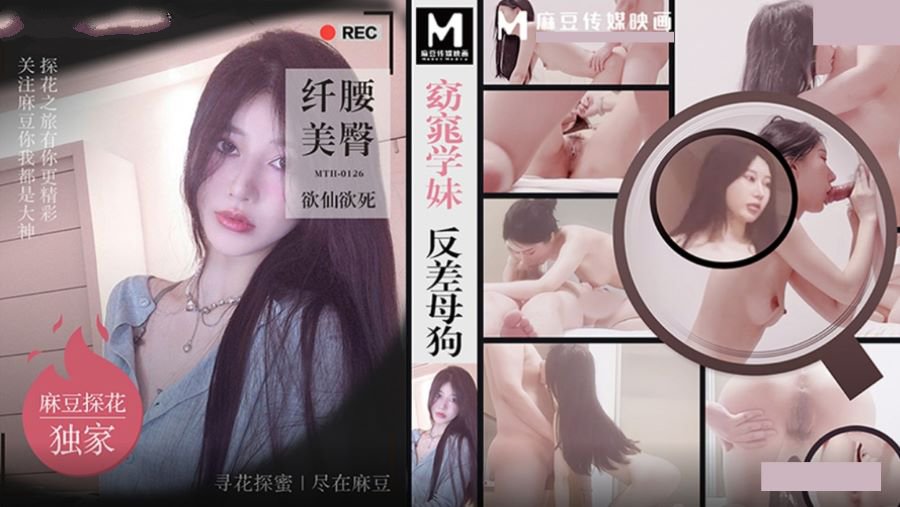 REC
纤腰
美臀
MTH-0126
欲仙欲死
探花之旅有你更精彩
关注麻豆你我都是大神
麻豆探花
独家
寻花探蜜 | 尽在麻豆
M
麻豆传媒映画
窈窕学妹 反差母狗
M 麻豆传媒映画